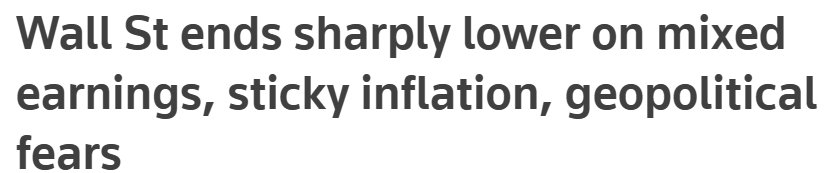 Wall St ends sharply lower on mixed
earnings, sticky inflation, geopolitical
fears